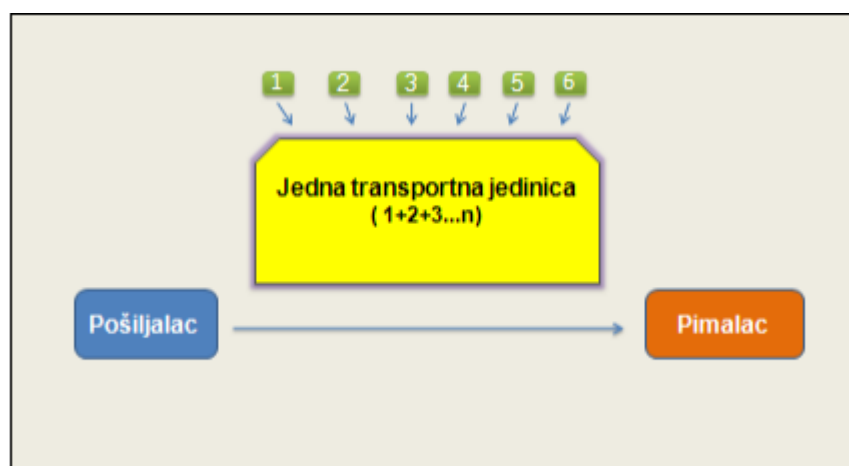 1 2 3 4 5 6
Jedna transportna jedinica
( 1+2+3...n)
Pošiljalac
Pimalac